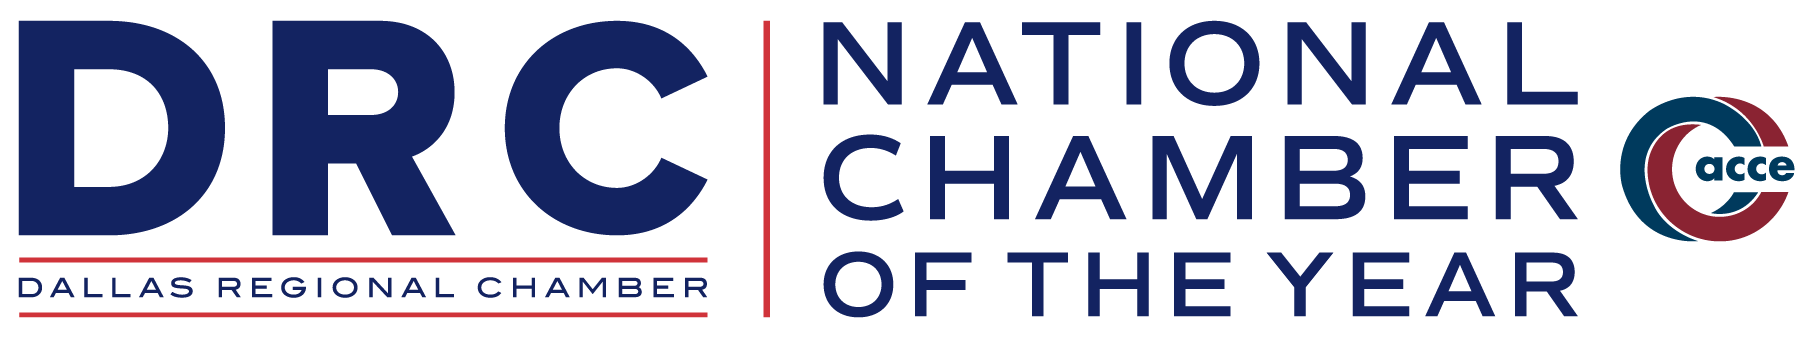 DRC
DALLAS REGIONAL CHAMBER
NATIONAL
CHAMBER
OF THE YEAR
acce